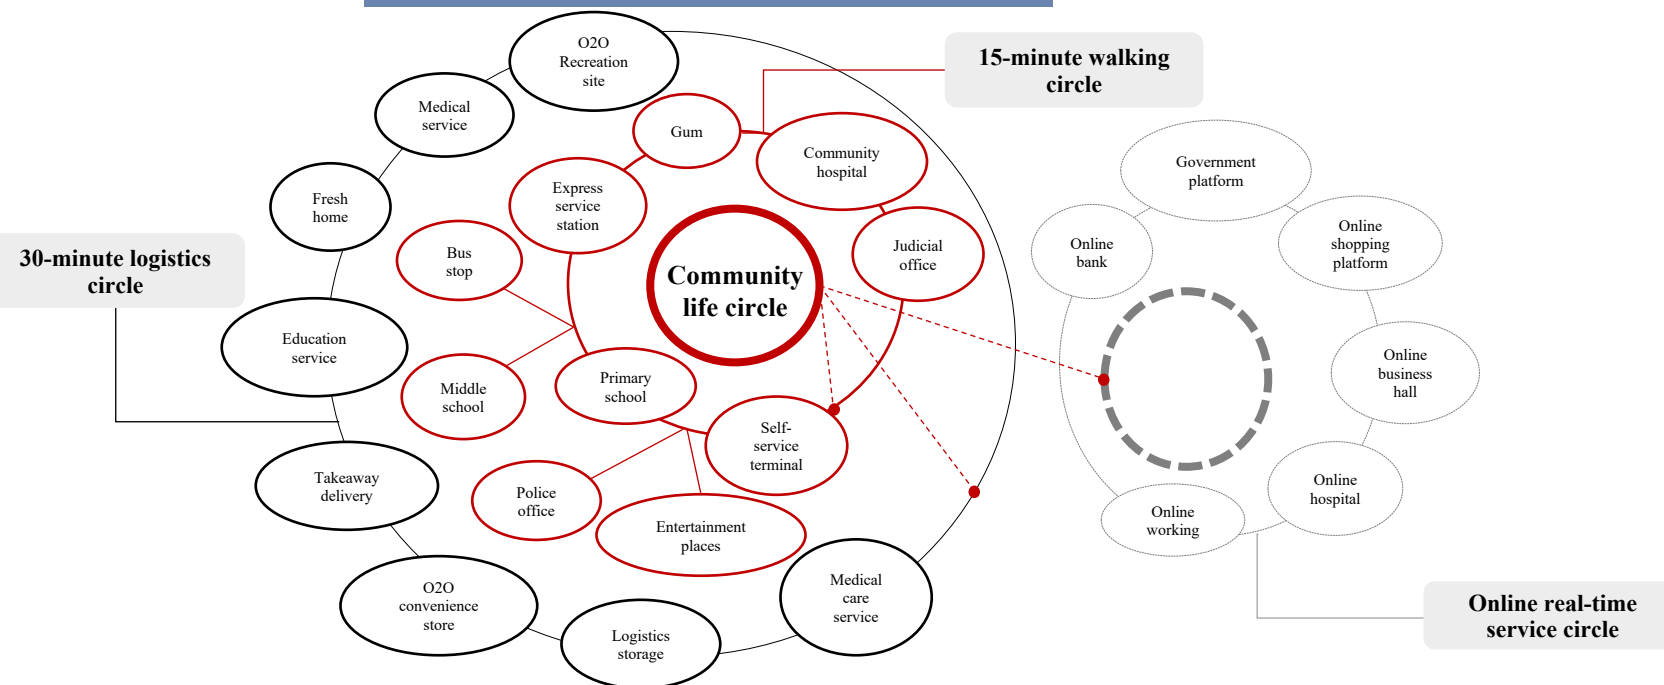 O2O
Recreation
site
15-minute walking
circle
Medical
service
Gum
Community
hospital
Government
platform
Fresh
home
Express
service
station
Online
shopping
platform
Bus
stop
Judicial
office
Online
bank
30-minute logistics
circle
Community
life circle
Education
service
Middle
school
Primary
school
Online
business
hall
Self-
service
terminal
Takeaway
delivery
Police
office
Entertainment
places
Online
hospital
Online
working
O2O
convenience
store
Logistics
storage
Medical
care
service
Online real-time
service circle